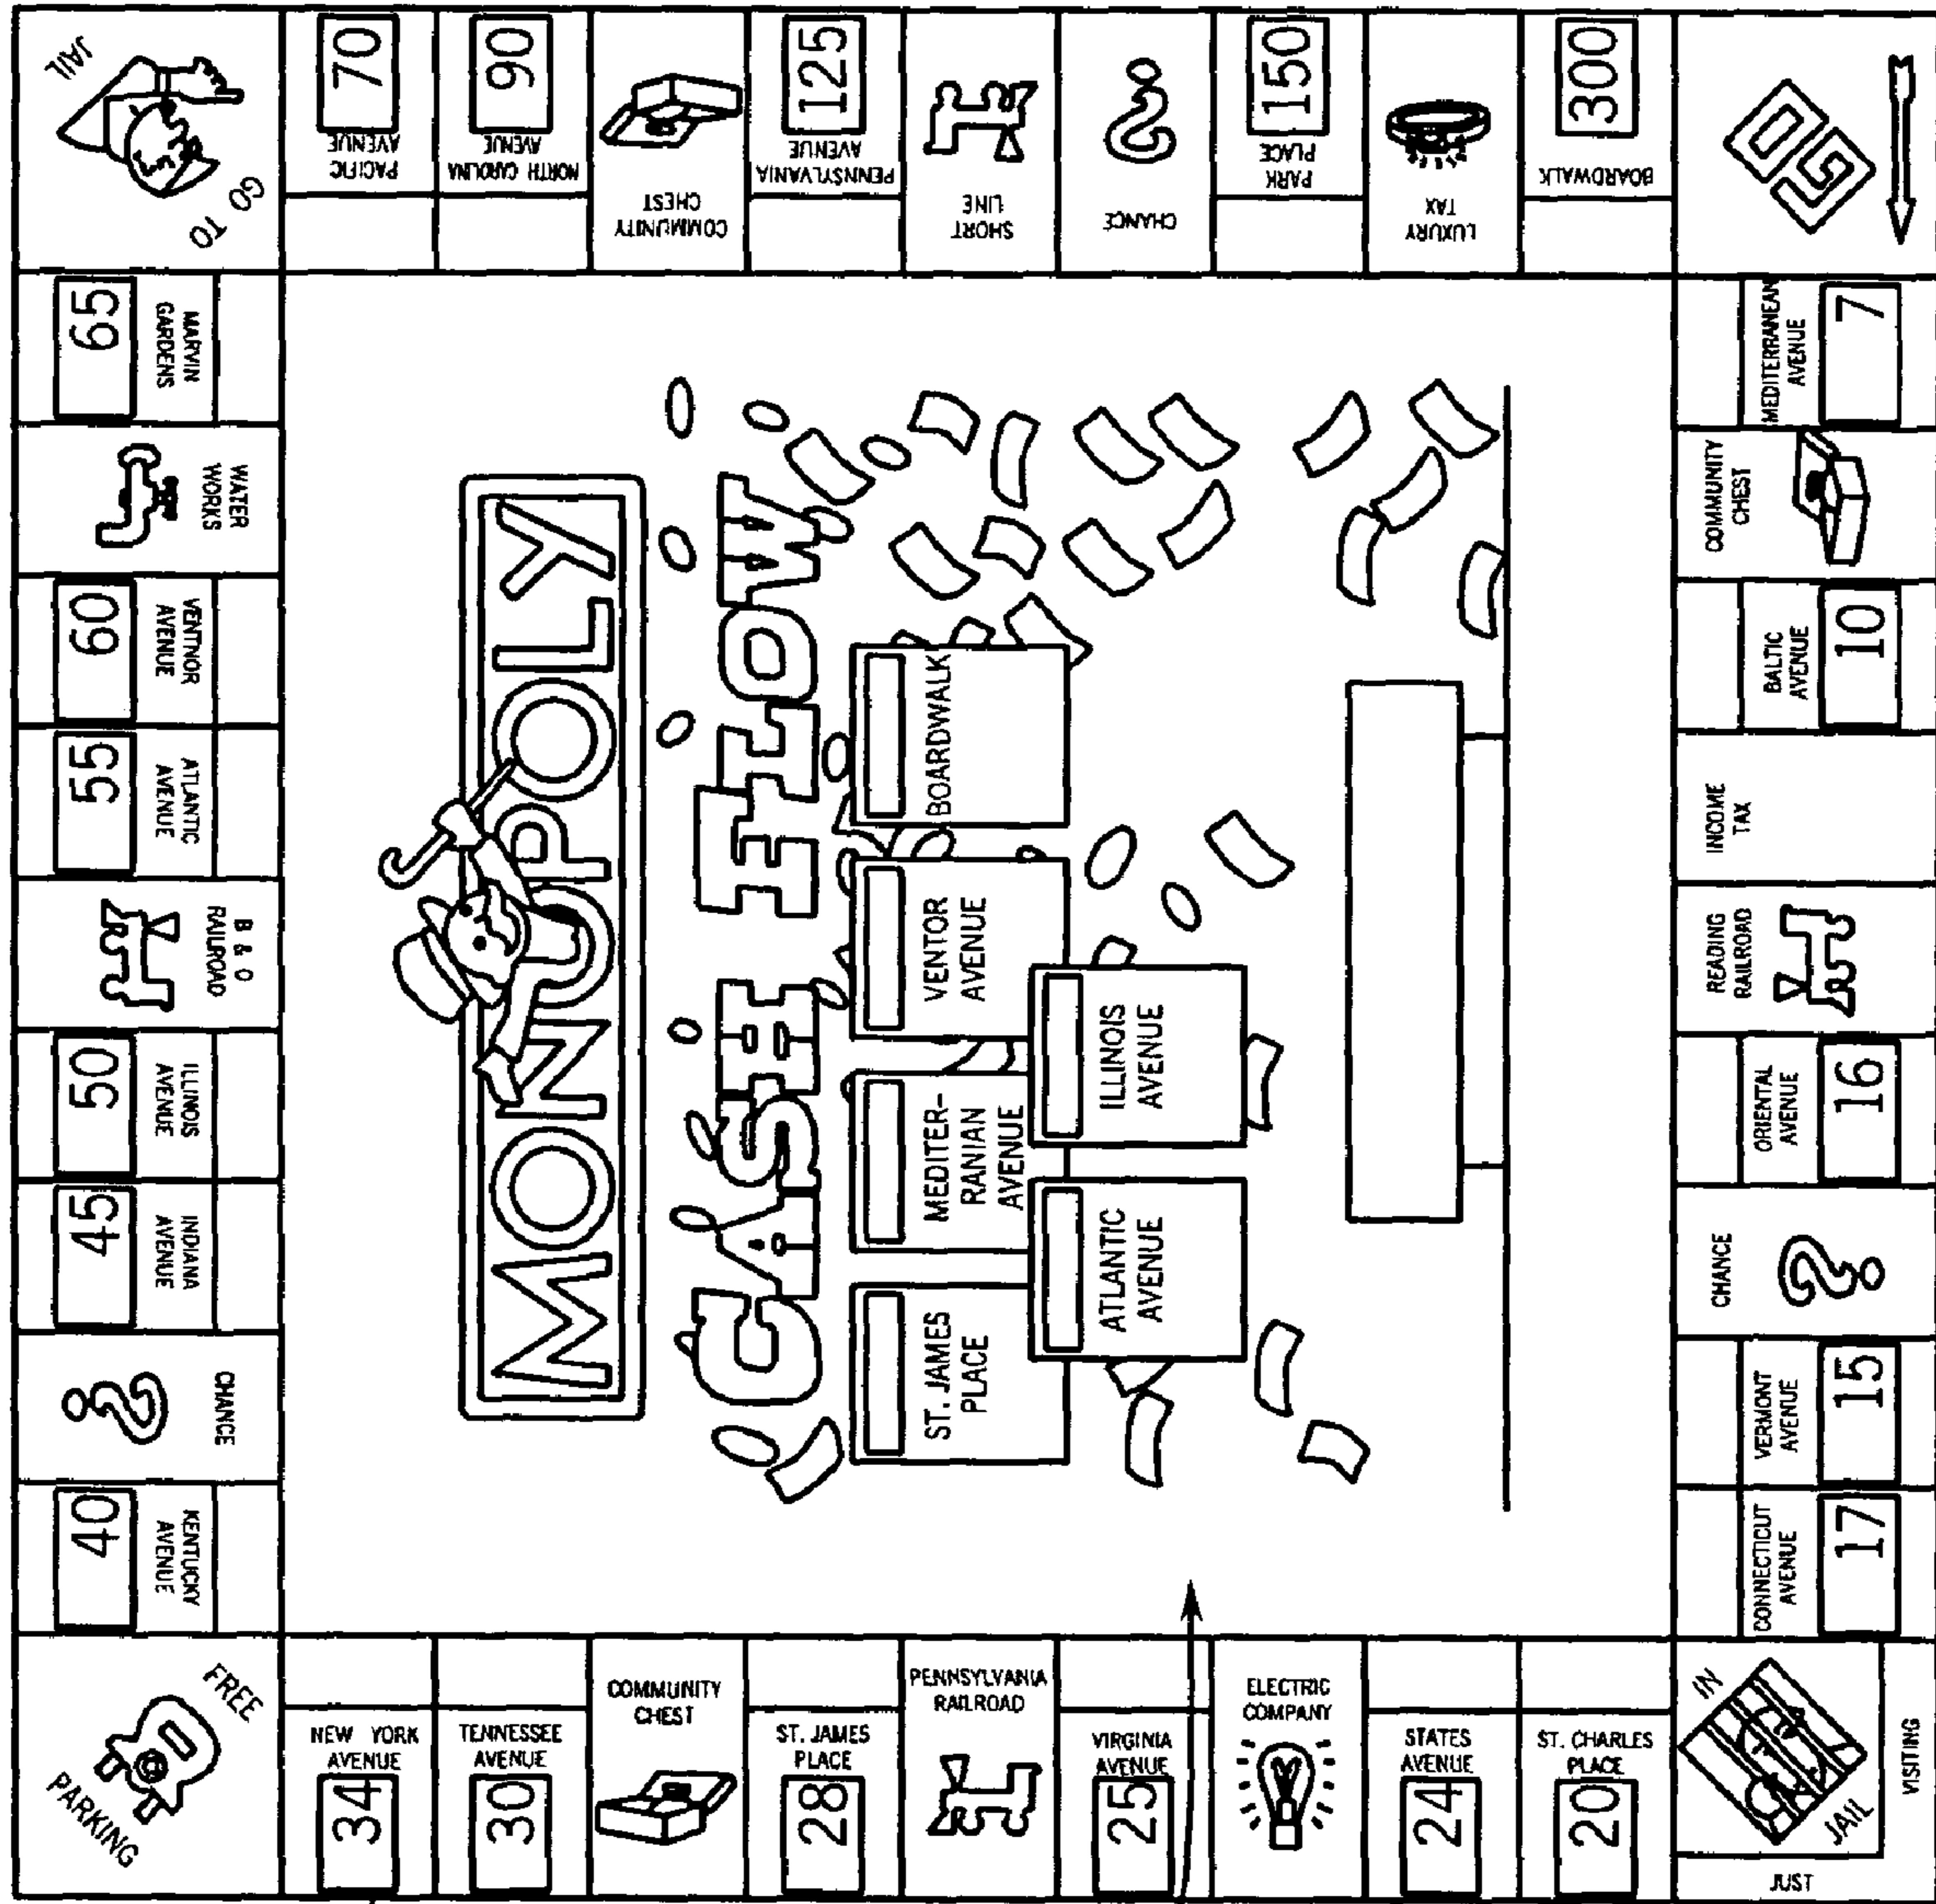 JAIL
GO TO
70
PACIFIC
AVENUE
90
NORTH CAROLINA
AVENUE
COMMUNITY
CHEST
125
PENNSYLVANIA
AVENUE
SHORT
LINE
CHANCE
150
PARK
PLACE
LUXURY
TAX
300
BOARDWALK
GO
MEDITERRANEAN
AVENUE
7
COMMUNITY
CHEST
BALTIC
AVENUE
10
INCOME
TAX
READING
RAILROAD
ORIENTAL
AVENUE
16
CHANCE
VERMONT
AVENUE
15
CONNECTICUT
AVENUE
17
IN
JAIL
JUST
VISITING
ST. CHARLES
PLACE
20
STATES
AVENUE
24
ELECTRIC
COMPANY
VIRGINIA
AVENUE
25
PENNSYLVANIA
RAILROAD
ST. JAMES
PLACE
28
COMMUNITY
CHEST
TENNESSEE
AVENUE
30
NEW YORK
AVENUE
34
FREE
PARKING
KENTUCKY
AVENUE
40
CHANCE
INDIANA
AVENUE
45
ILLINOIS
AVENUE
50
B & O
RAILROAD
ATLANTIC
AVENUE
55
VENTNOR
AVENUE
60
WATER
WORKS
MARVIN
GARDENS
65
MONOPOLY
CASH FLOW
ST. JAMES
PLACE
MEDITER-
RANIAN
AVENUE
VENTOR
AVENUE
BOARDWALK
ATLANTIC
AVENUE
ILLINOIS
AVENUE